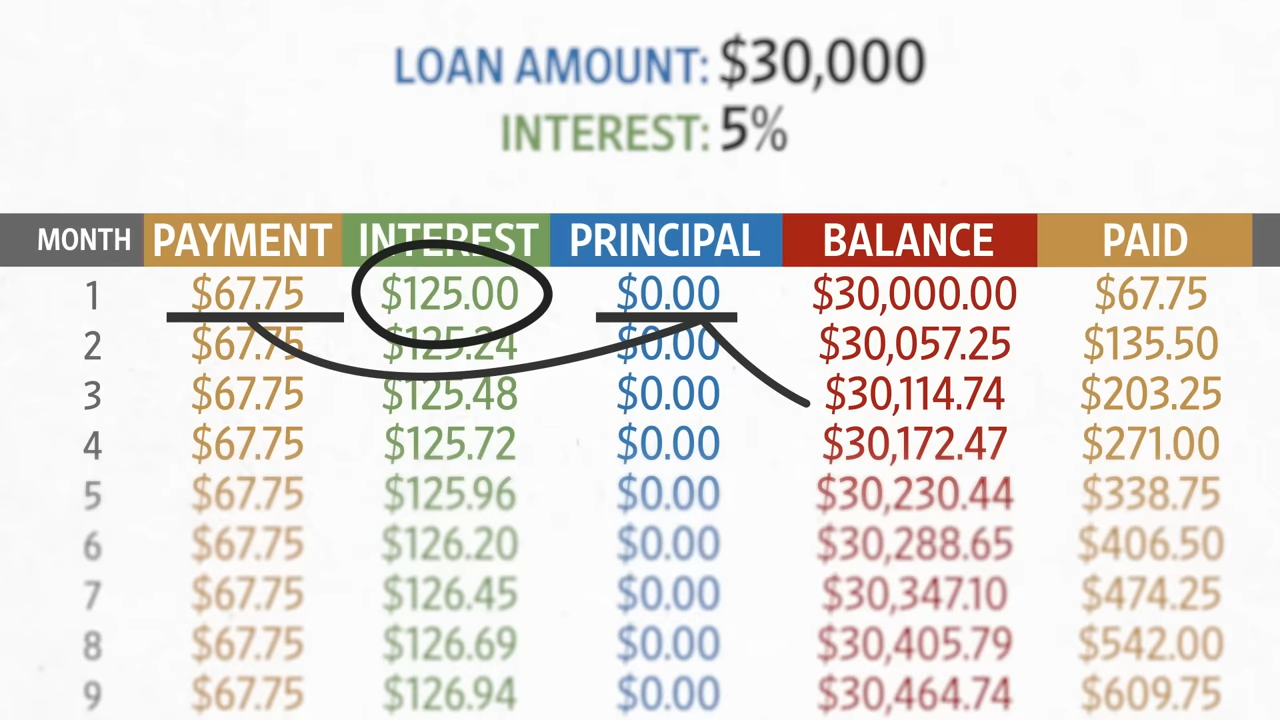 LOAN AMOUNT: $30,000
INTEREST: 5%
MONTH PAYMENT INTEREST PRINCIPAL BALANCE PAID
1 $67.75 $125.00 $0.00 $30,000.00 $67.75
2 $67.75 $125.24 $0.00 $30,057.25 $135.50
3 $67.75 $125.48 $0.00 $30,114.74 $203.25
4 $67.75 $125.72 $0.00 $30,172.47 $271.00
5 $67.75 $125.96 $0.00 $30,230.44 $338.75
6 $67.75 $126.20 $0.00 $30,288.65 $406.50
7 $67.75 $126.45 $0.00 $30,347.10 $474.25
8 $67.75 $126.69 $0.00 $30,405.79 $542.00
9 $67.75 $126.94 $0.00 $30,464.74 $609.75